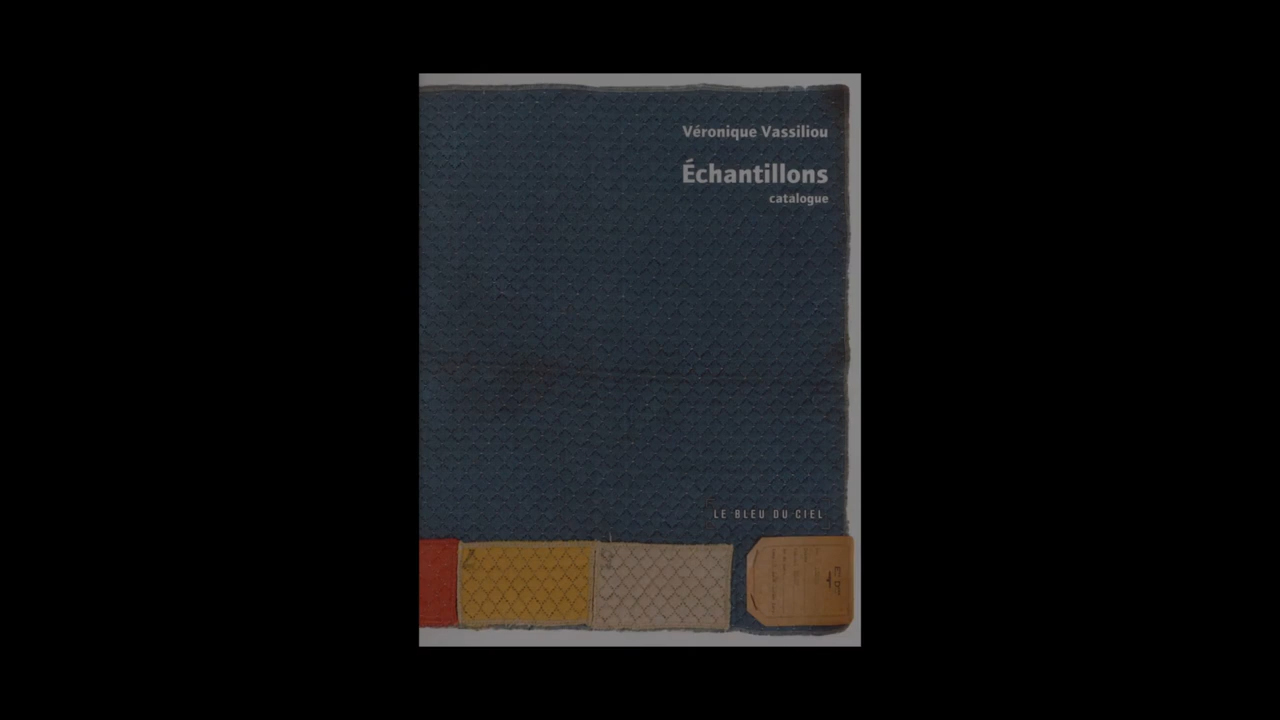 Véronique Vassiliou
Échantillons
catalogue
LE BLEU DU CIEL